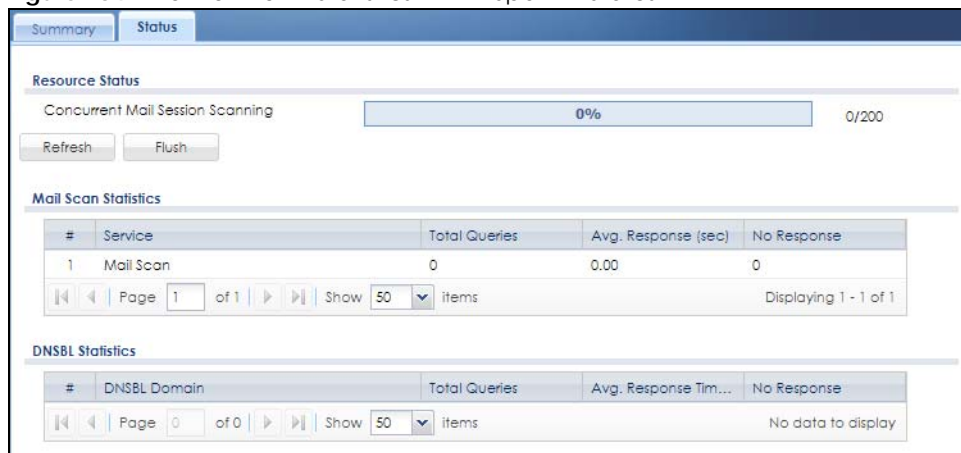 Summary Status
Resource Status
Concurrent Mail Session Scanning 0% 0/200
Refresh Flush
Mail Scan Statistics
# Service Total Queries Avg. Response (sec) No Response
1 Mail Scan 0 0.00 0
Page 1 of 1 Show 50 items Displaying 1 - 1 of 1
DNSBL Statistics
# DNSBL Domain Total Queries Avg. Response Tim... No Response
Page 0 of 0 Show 50 items No data to display